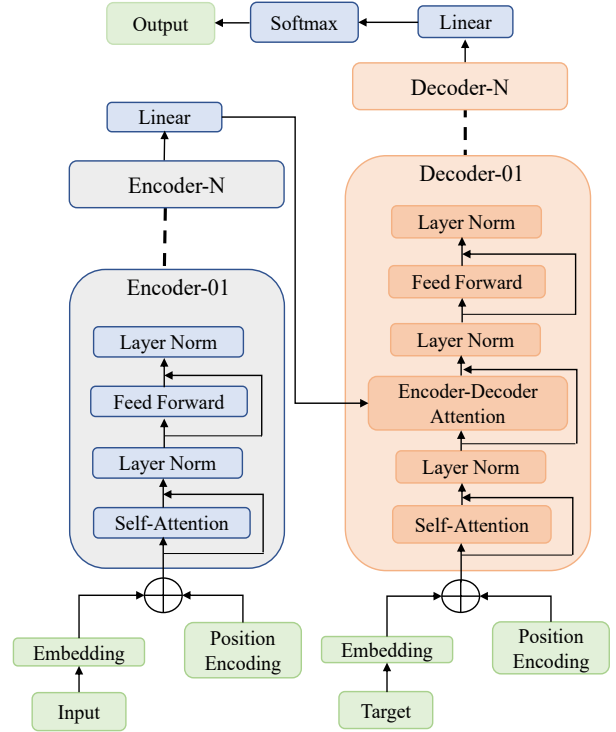 Output
Softmax
Linear
Decoder-N
Linear
Encoder-N
Encoder-01
Layer Norm
Feed Forward
Layer Norm
Self-Attention
Embedding
Position
Encoding
Input
Decoder-01
Layer Norm
Feed Forward
Layer Norm
Encoder-Decoder
Attention
Layer Norm
Self-Attention
Embedding
Position
Encoding
Target